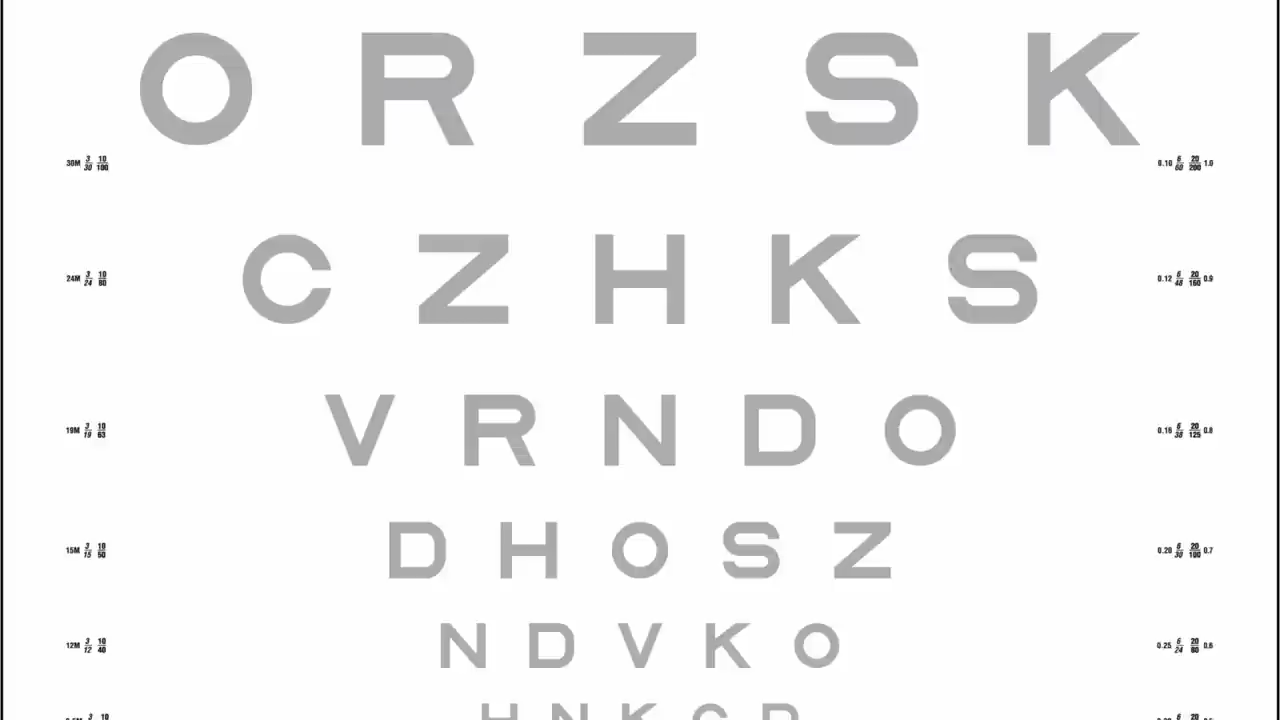 O R Z S K
30M 3/30 10/100 0.10 6/60 20/200 1.0
C Z H K S
24M 3/24 10/80 0.12 6/48 20/160 0.9
V R N D O
19M 3/19 10/63 0.16 6/38 20/125 0.8
D H O S Z
15M 3/15 10/50 0.20 6/30 20/100 0.7
N D V K O
12M 3/12 10/40 0.25 6/24 20/80 0.6
H N K